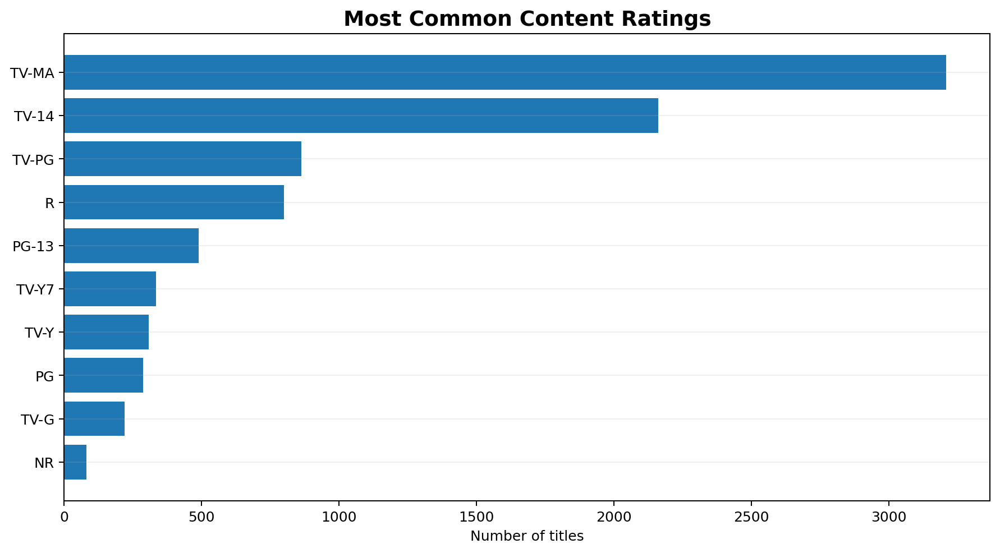 Most Common Content Ratings
TV-MA
TV-14
TV-PG
R
PG-13
TV-Y7
TV-Y
PG
TV-G
NR
0 500 1000 1500 2000 2500 3000
Number of titles